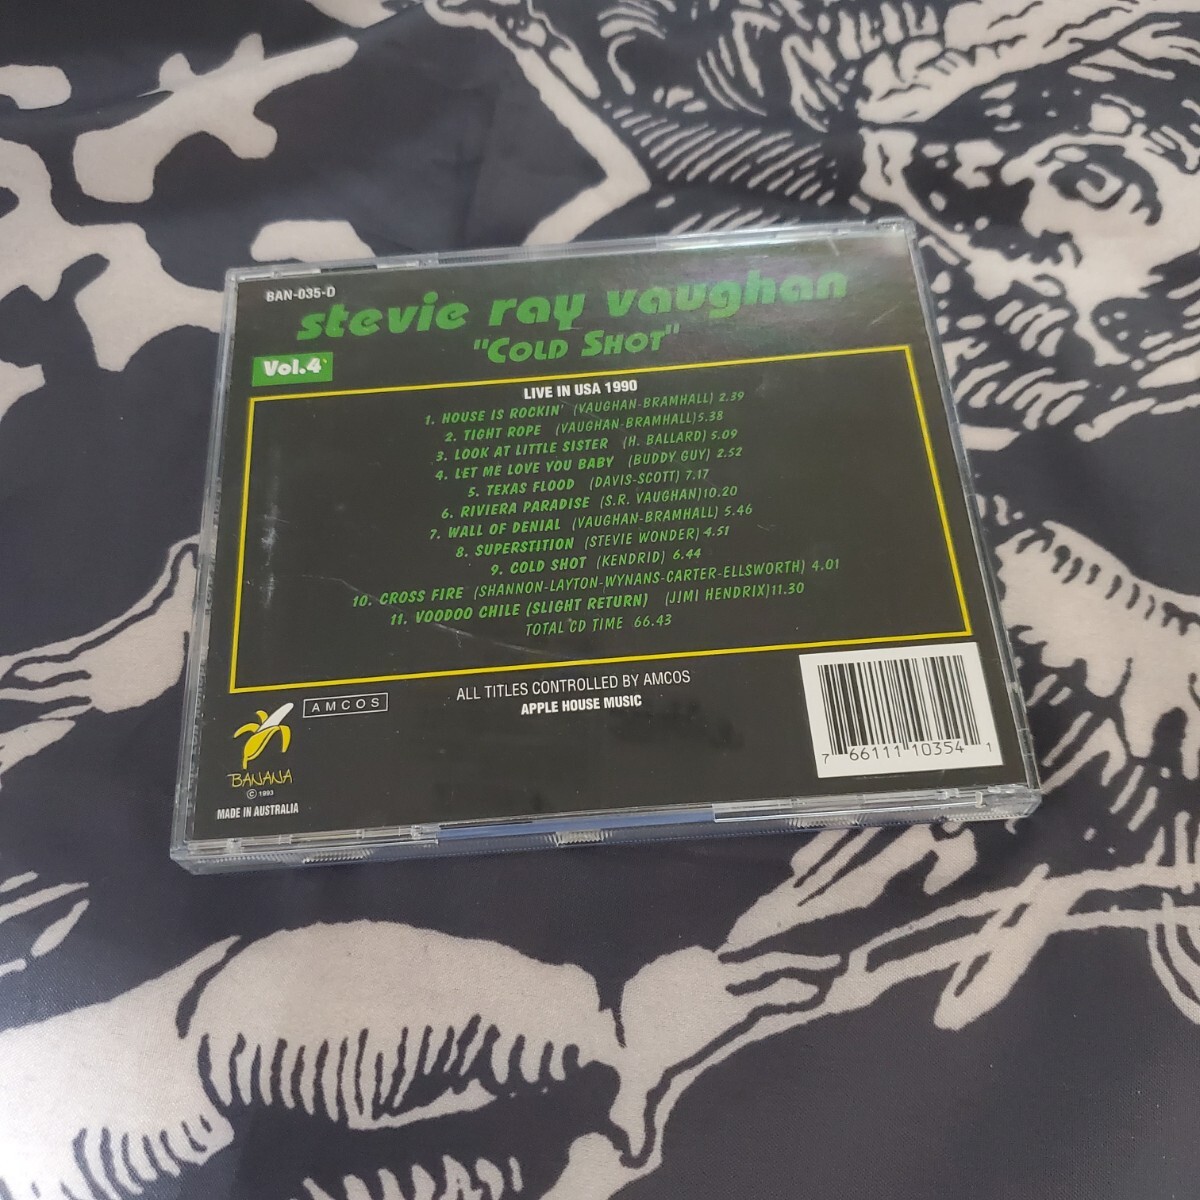 BAN-035-D
stevie ray vaughan
"COLD SHOT"
Vol.4
LIVE IN USA 1990
1. HOUSE IS ROCKIN' (VAUGHAN-BRAMHALL) 2.39
2. TIGHT ROPE (VAUGHAN-BRAMHALL)5.38
3. LOOK AT LITTLE SISTER (H. BALLARD) 5.09
4. LET ME LOVE YOU BABY (BUDDY GUY) 2.52
5. TEXAS FLOOD (DAVIS-SCOTT) 7.17
6. RIVIERA PARADISE (S.R. VAUGHAN)10.20
7. WALL OF DENIAL (VAUGHAN-BRAMHALL) 5.46
8. SUPERSTITION (STEVIE WONDER) 4.51
9. COLD SHOT (KENDRID) 6.44
10. CROSS FIRE (SHANNON-LAYTON-WYNANS-CARTER-ELLSWORTH) 4.01
11. VOODOO CHILE (SLIGHT RETURN) (JIMI HENDRIX)11.30
TOTAL CD TIME 66.43
AMCOS
ALL TITLES CONTROLLED BY AMCOS
APPLE HOUSE MUSIC
BANANA
© 1993
MADE IN AUSTRALIA
7 66111 10354 1